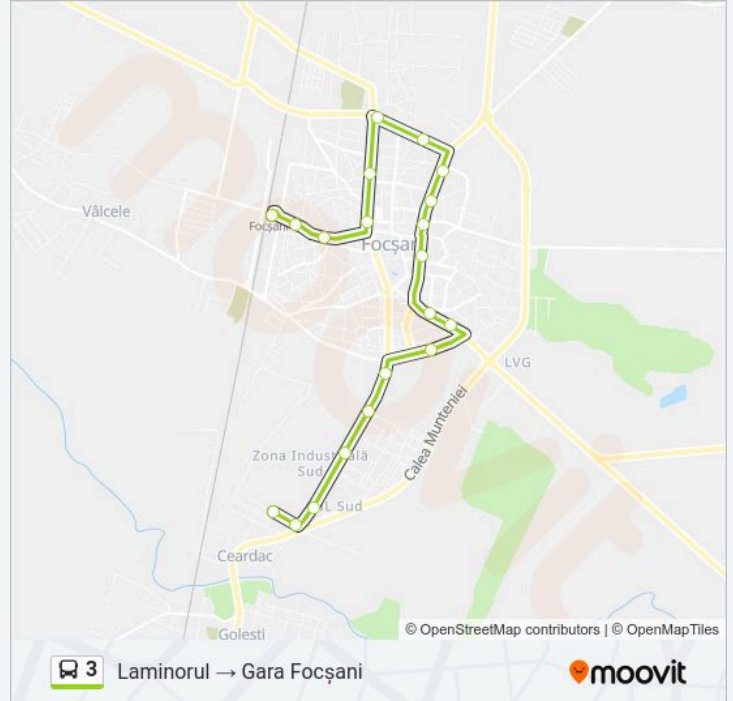 Vâlcele
Focșani
Focșani
LVG
Calea Munteniei
Zona Industrială
Sud
Sud
Ceardac
Golesti
moovit
© OpenStreetMap contributors | © OpenMapTiles
3 Laminorul → Gara Focșani
moovit